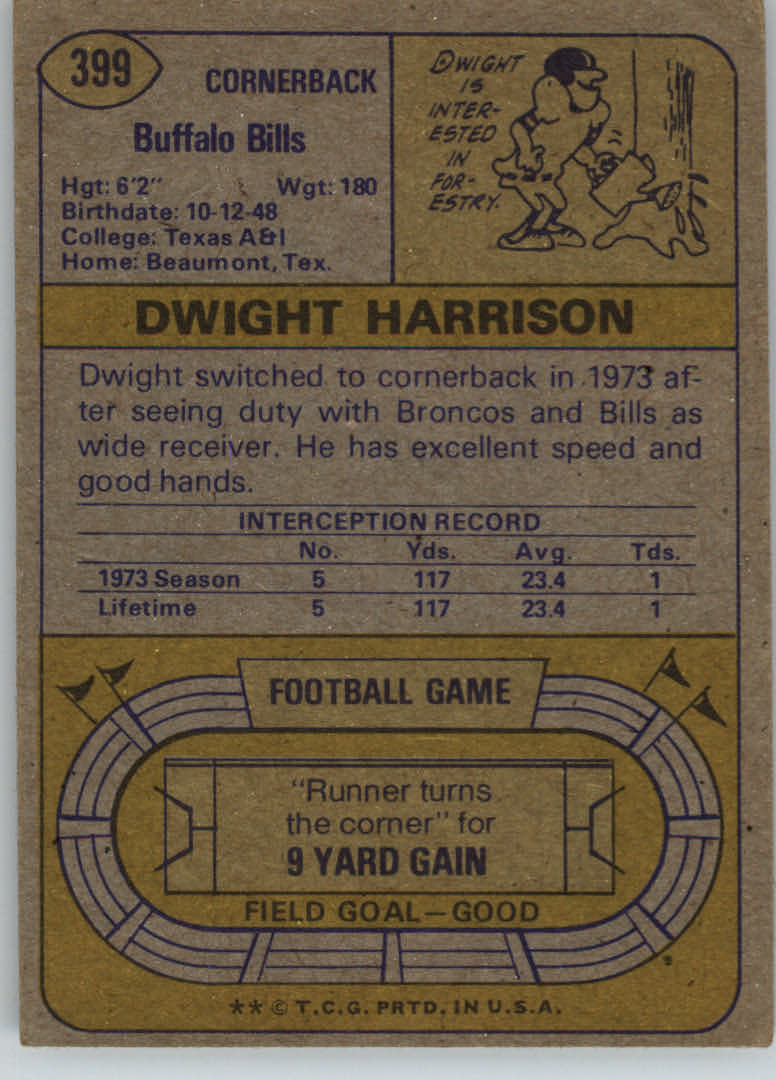 399
CORNERBACK
Buffalo Bills
Hgt: 6'2" Wgt: 180
Birthdate: 10-12-48
College: Texas A&I
Home: Beaumont, Tex.
DWIGHT
IS
INTER-
ESTED
IN
FOR-
ESTRY.
DWIGHT HARRISON
Dwight switched to cornerback in 1973 af-
ter seeing duty with Broncos and Bills as
wide receiver. He has excellent speed and
good hands.
INTERCEPTION RECORD
No. Yds. Avg. Tds.
1973 Season 5 117 23.4 1
Lifetime 5 117 23.4 1
FOOTBALL GAME
"Runner turns
the corner" for
9 YARD GAIN
FIELD GOAL—GOOD
** © T.C.G. PRTD. IN U.S.A.